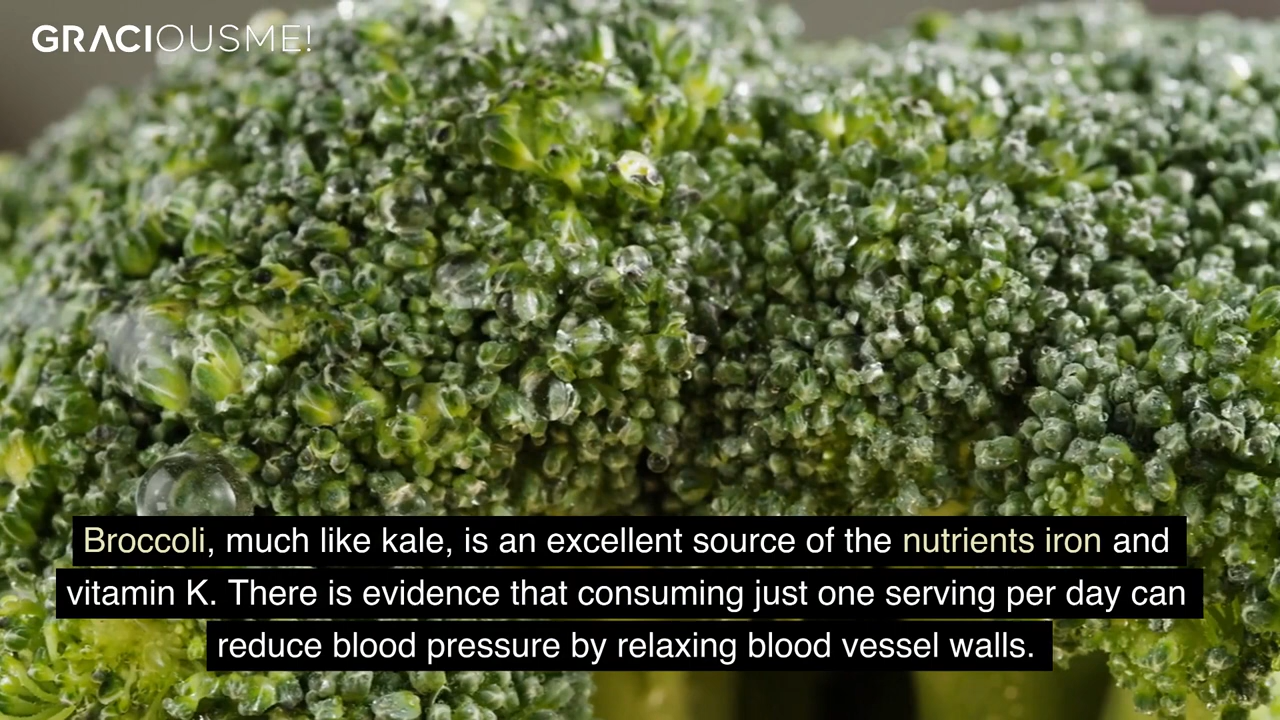 GRACIOUSME!
Broccoli, much like kale, is an excellent source of the nutrients iron and
vitamin K. There is evidence that consuming just one serving per day can
reduce blood pressure by relaxing blood vessel walls.